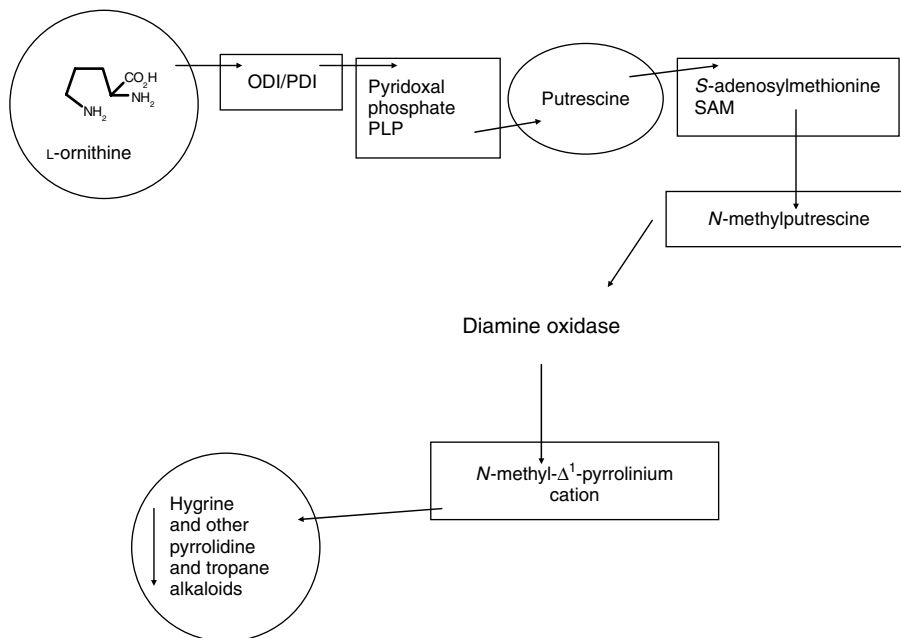 CO₂H
NH₂
NH₂
L-ornithine
ODI/PDI
Pyridoxal
phosphate
PLP
Putrescine
S-adenosylmethionine
SAM
N-methylputrescine
Diamine oxidase
N-methyl-Δ¹-pyrrolinium
cation
Hygrine
and other
pyrrolidine
and tropane
alkaloids